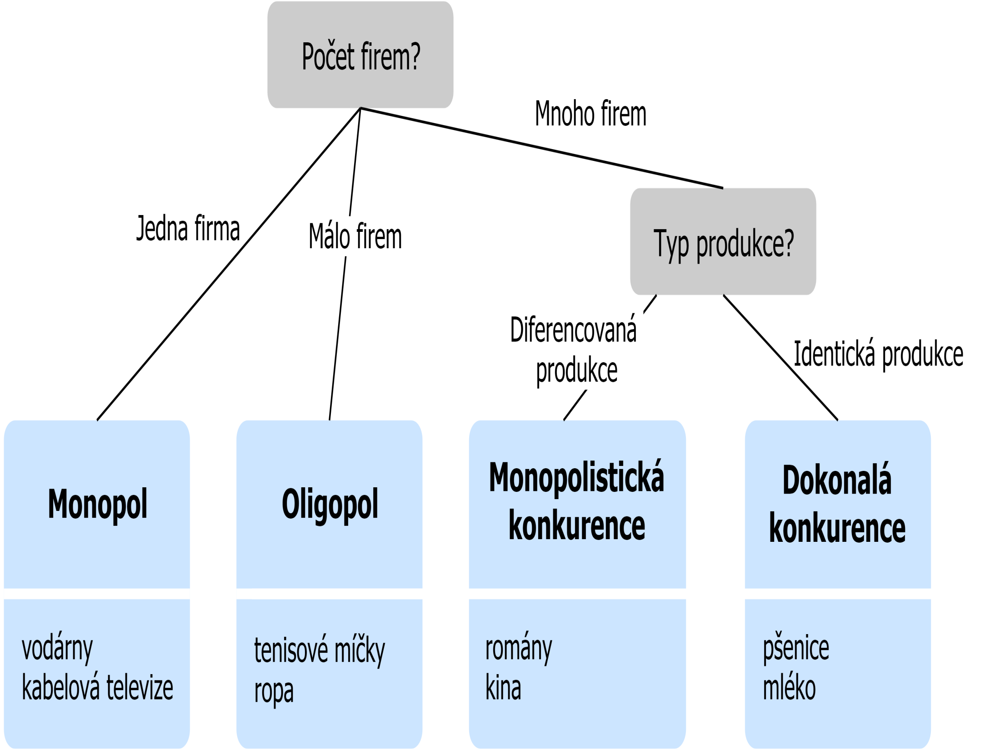 Počet firem?
Mnoho firem
Jedna firma
Málo firem
Typ produkce?
Diferencovaná
produkce
Identická produkce
Monopol
Oligopol
Monopolistická
konkurence
Dokonalá
konkurence
vodárny
kabelová televize
tenisové míčky
ropa
romány
kina
pšenice
mléko